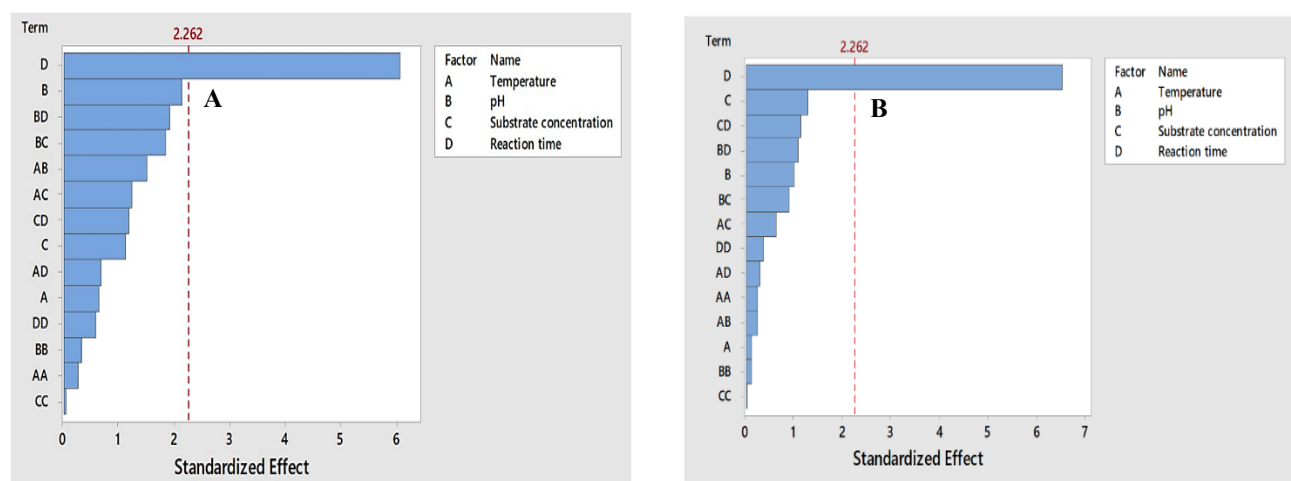 Term
2.262
D
B
BD
BC
AB
AC
CD
C
AD
A
DD
BB
AA
CC
0 1 2 3 4 5 6
Standardized Effect
A
Factor Name
A Temperature
B pH
C Substrate concentration
D Reaction time
Term
2.262
D
C
CD
BD
B
BC
AC
DD
AD
AA
AB
A
BB
CC
0 1 2 3 4 5 6 7
Standardized Effect
B
Factor Name
A Temperature
B pH
C Substrate concentration
D Reaction time